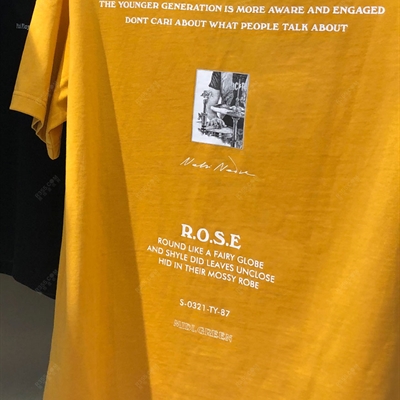 THE YOUNGER GENERATION IS MORE AWARE AND ENGAGED
DONT CARI ABOUT WHAT PEOPLE TALK ABOUT
R.O.S.E
ROUND LIKE A FAIRY GLOBE
AND SHYLE DID LEAVES UNCLOSE
HID IN THEIR MOSSY ROBE
S-0321-TY-87